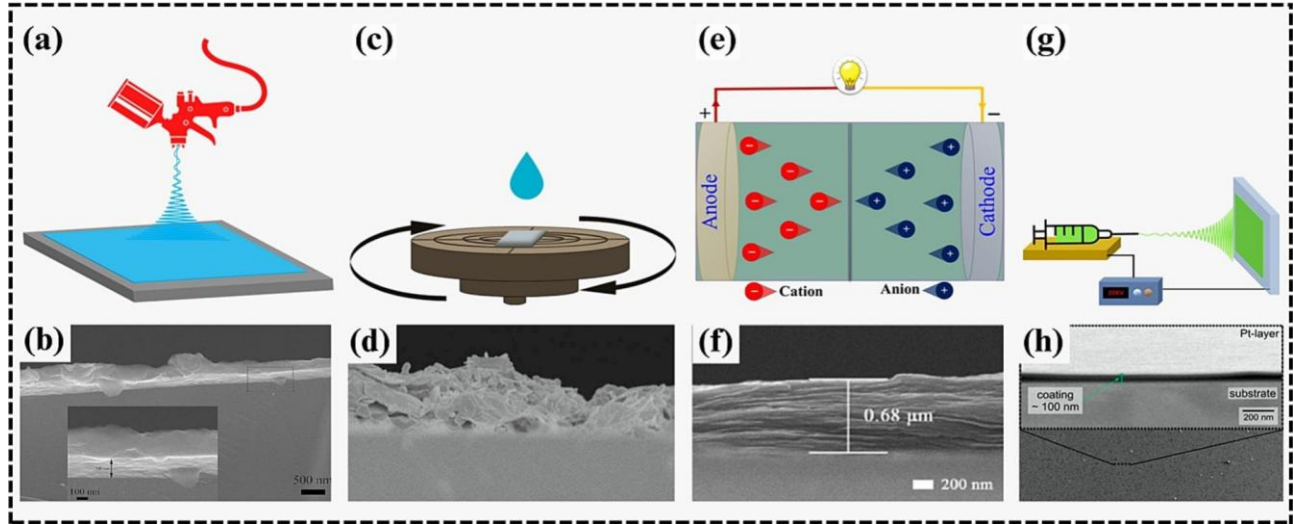 (a)
(c)
(e)
(g)
+
−
Anode
Cathode
− Cation
Anion +
(b)
100 nm
500 nm
(d)
(f)
0.68 μm
200 nm
(h)
Pt-layer
coating
~ 100 nm
substrate
200 nm